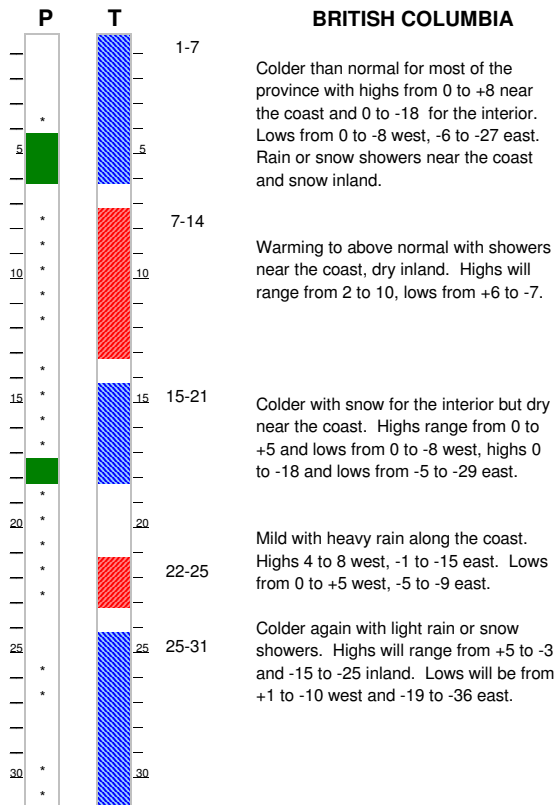 P T BRITISH COLUMBIA
1-7
Colder than normal for most of the
province with highs from 0 to +8 near
*
the coast and 0 to -18 for the interior.
Lows from 0 to -8 west, -6 to -27 east.
5 5
Rain or snow showers near the coast
and snow inland.
* 7-14
*
Warming to above normal with showers
* 10 10
near the coast, dry inland. Highs will
*
range from 2 to 10, lows from +6 to -7.
*
*
* 15 15 15-21
Colder with snow for the interior but dry
*
near the coast. Highs range from 0 to
*
+5 and lows from 0 to -8 west, highs 0
to -18 and lows from -5 to -29 east.
*
* 20 20
*
Mild with heavy rain along the coast.
* 22-25
Highs 4 to 8 west, -1 to -15 east. Lows
*
from 0 to +5 west, -5 to -9 east.
Colder again with light rain or snow
25 25 25-31
showers. Highs will range from +5 to -3
*
and -15 to -25 inland. Lows will be from
*
+1 to -10 west and -19 to -36 east.
*
30 30
*